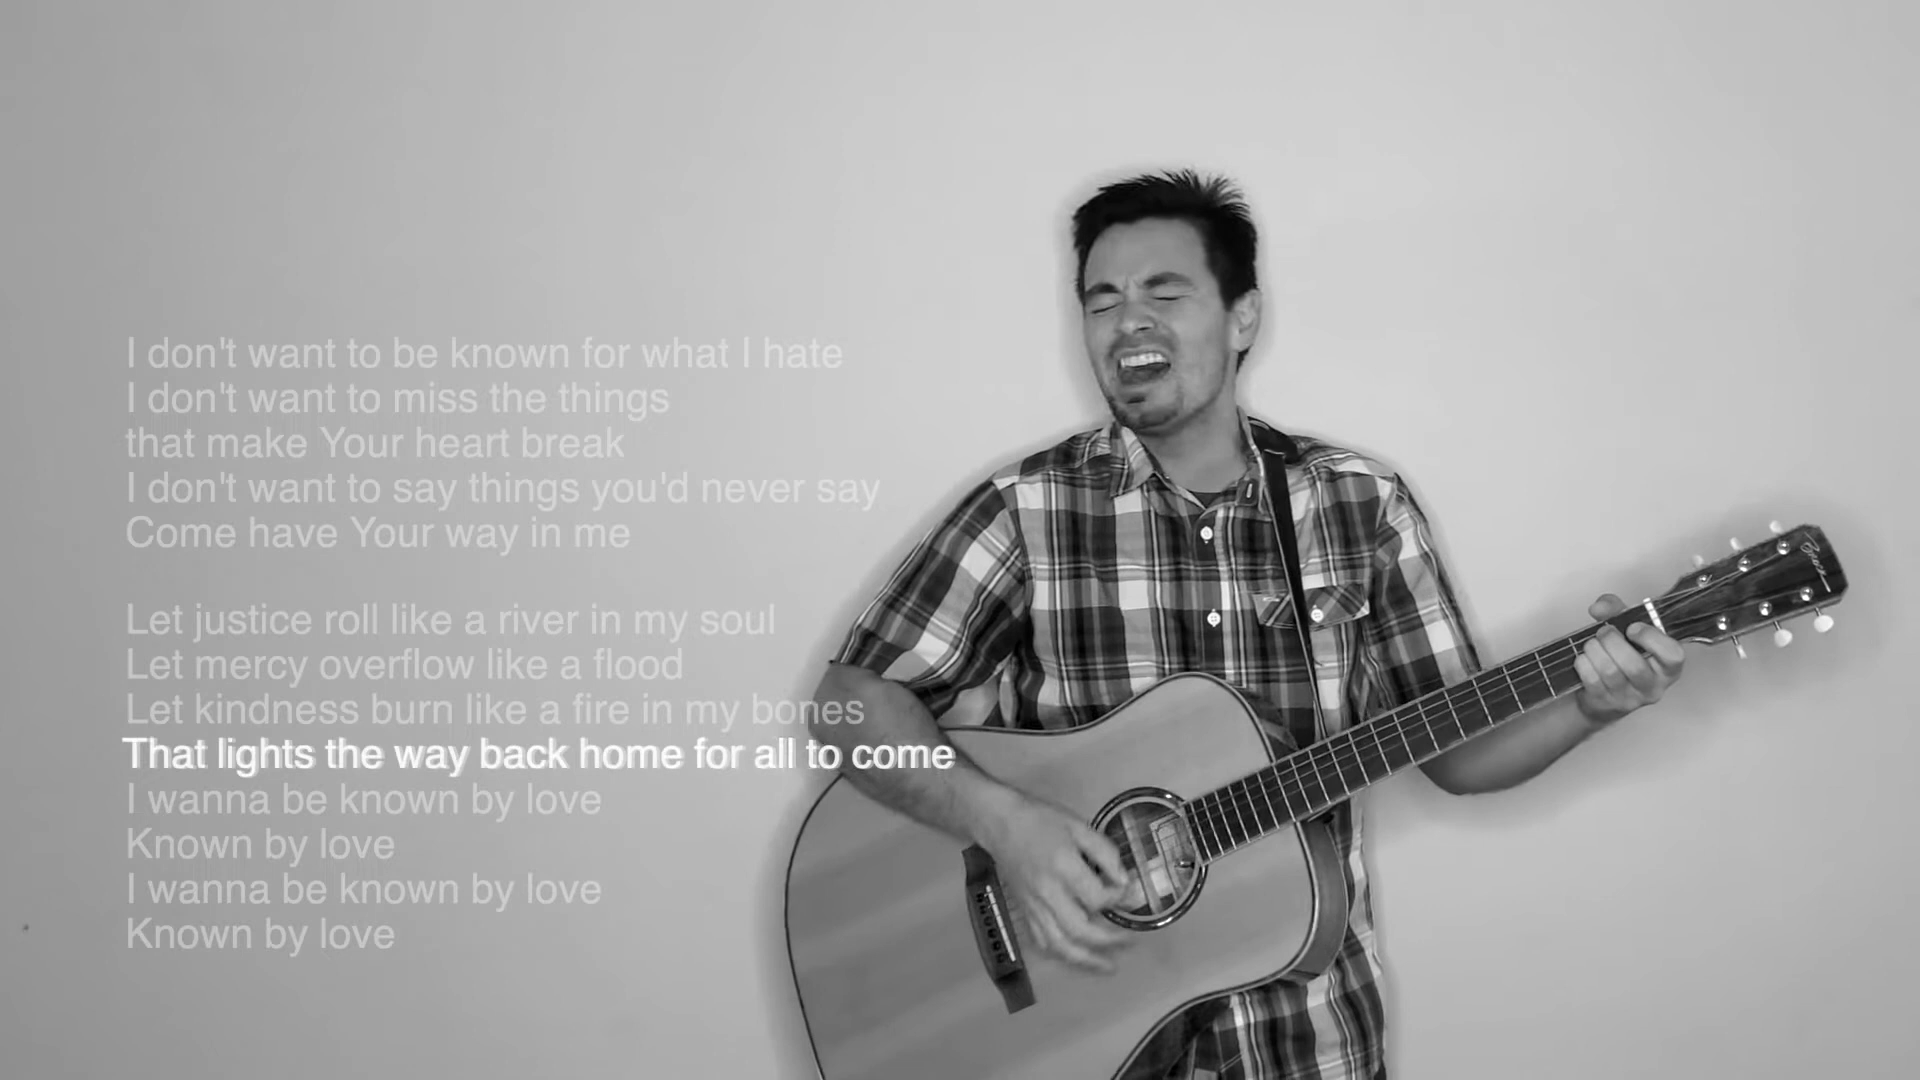 I don't want to be known for what I hate
I don't want to miss the things
that make Your heart break
I don't want to say things you'd never say
Come have Your way in me
Let justice roll like a river in my soul
Let mercy overflow like a flood
Let kindness burn like a fire in my bones
That lights the way back home for all to come
I wanna be known by love
Known by love
I wanna be known by love
Known by love